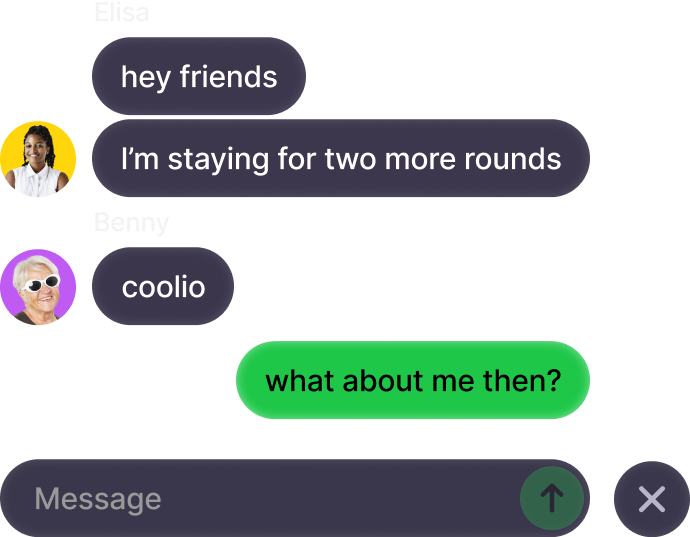 Elisa
hey friends
I’m staying for two more rounds
Benny
coolio
what about me then?
Message